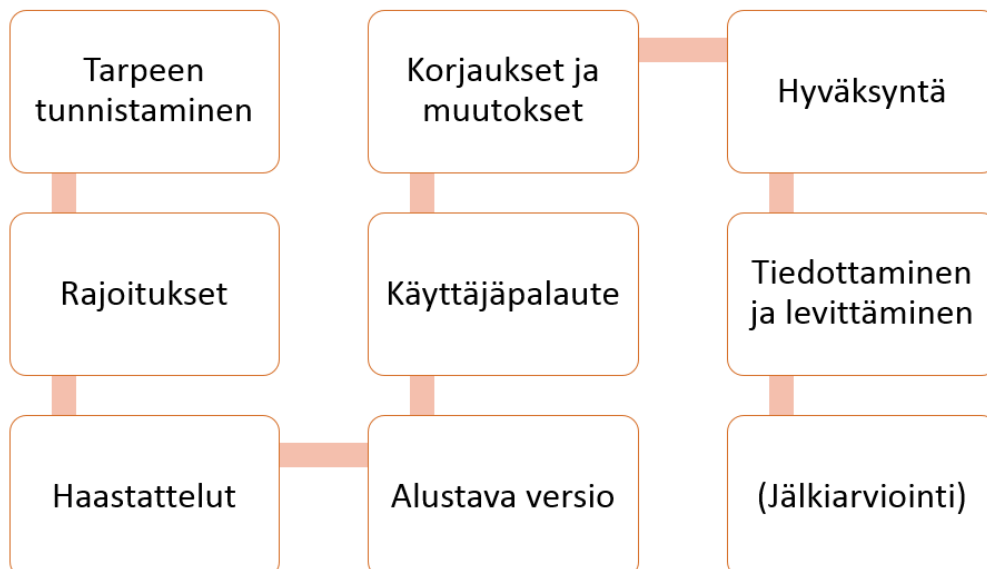 Tarpeen
tunnistaminen
Rajoitukset
Haastattelut
Alustava versio
Käyttäjäpalaute
Korjaukset ja
muutokset
Hyväksyntä
Tiedottaminen
ja levittäminen
(Jälkiarviointi)